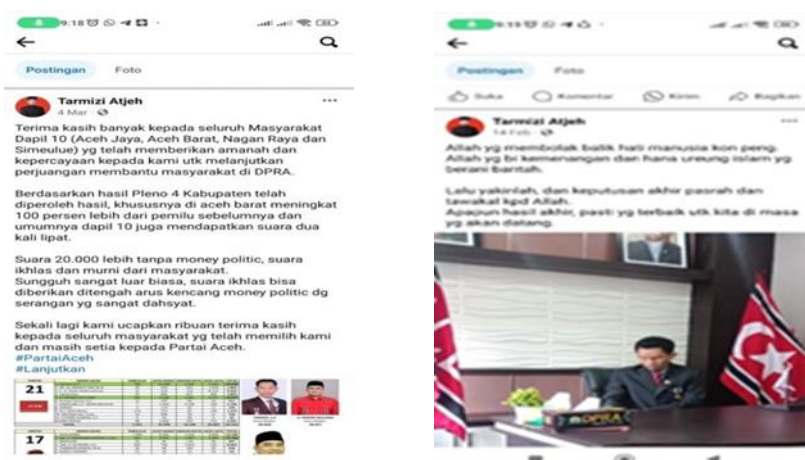 9:18
Postingan Foto
Tarmizi Atjeh
4 Mar
Terima kasih banyak kepada seluruh Masyarakat
Dapil 10 (Aceh Jaya, Aceh Barat, Nagan Raya dan
Simeulue) yg telah memberikan amanah dan
kepercayaan kepada kami utk melanjutkan
perjuangan membantu masyarakat di DPRA.
Berdasarkan hasil Pleno 4 Kabupaten telah
diperoleh hasil, khususnya di aceh barat meningkat
100 persen lebih dari pemilu sebelumnya dan
umumnya dapil 10 juga mendapatkan suara dua
kali lipat.
Suara 20.000 lebih tanpa money politic, suara
ikhlas dan murni dari masyarakat.
Sungguh sangat luar biasa, suara ikhlas bisa
diberikan ditengah arus kencang money politic dg
serangan yg sangat dahsyat.
Sekali lagi kami ucapkan ribuan terima kasih
kepada seluruh masyarakat yg telah memilih kami
dan masih setia kepada Partai Aceh.
#PartaiAceh
#Lanjutkan
21
17
9:19
Postingan Foto
Suka Komentar Kirim Bagikan
Tarmizi Atjeh
14 Feb
Allah yg membolak balik hati manusia kon peng.
Allah yg bi kemenangan dan hana ureung islam yg
berani bantah.
Lalu yakinlah, dan keputusan akhir pasrah dan
tawakal kpd Allah.
Apapun hasil akhir, pasti yg terbaik utk kita di masa
yg akan datang.
DPRA